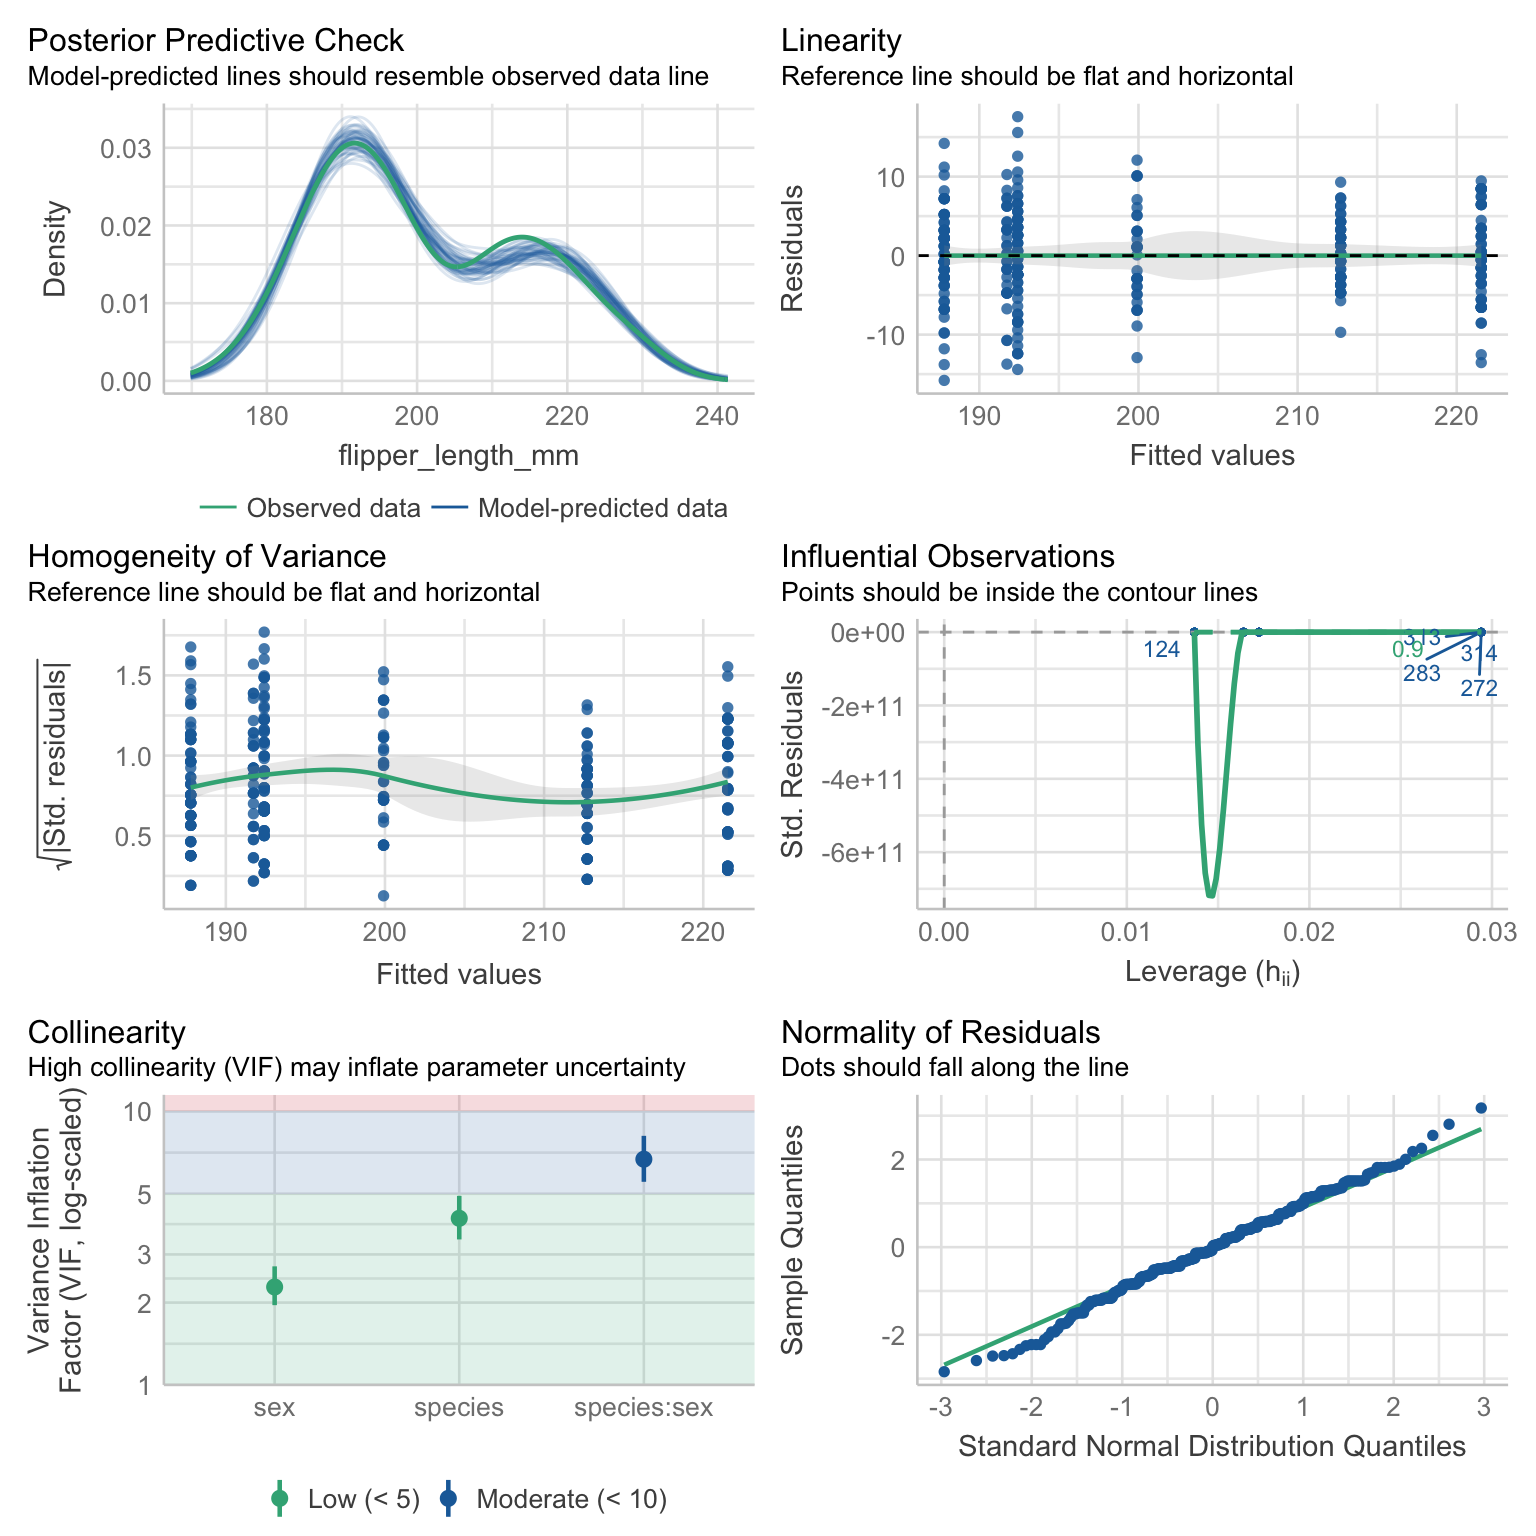 Posterior Predictive Check
Model-predicted lines should resemble observed data line
Density
0.03
0.02
0.01
0.00
180 200 220 240
flipper_length_mm
Observed data Model-predicted data
Linearity
Reference line should be flat and horizontal
Residuals
10
0
-10
190 200 210 220
Fitted values
Homogeneity of Variance
Reference line should be flat and horizontal
√|Std. residuals|
1.5
1.0
0.5
190 200 210 220
Fitted values
Influential Observations
Points should be inside the contour lines
Std. Residuals
0e+00
-2e+11
-4e+11
-6e+11
124
313
0.9
314
283
272
0.00 0.01 0.02 0.03
Leverage (hii)
Collinearity
High collinearity (VIF) may inflate parameter uncertainty
Variance Inflation
Factor (VIF, log-scaled)
10
5
3
2
1
sex species species:sex
Low (< 5) Moderate (< 10)
Normality of Residuals
Dots should fall along the line
Sample Quantiles
2
0
-2
-3 -2 -1 0 1 2 3
Standard Normal Distribution Quantiles